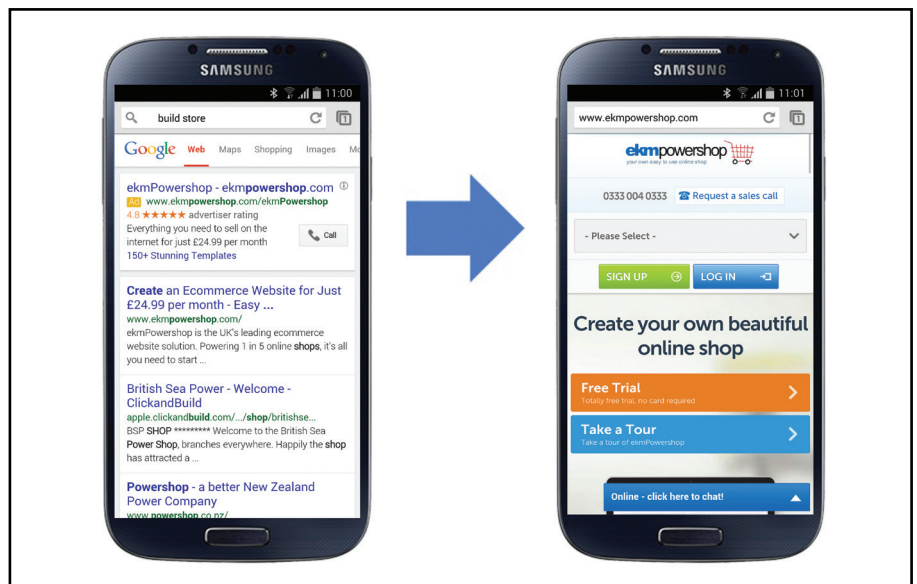 SAMSUNG
11:00
build store
1
Google Web Maps Shopping Images Mo
ekmPowershop - ekmpowershop.com
Ad www.ekmpowershop.com/ekmPowershop
4.8 ★★★★★ advertiser rating
Everything you need to sell on the
internet for just £24.99 per month
Call
150+ Stunning Templates
Create an Ecommerce Website for Just
£24.99 per month - Easy ...
www.ekmpowershop.com/
ekmPowershop is the UK's leading ecommerce
website solution. Powering 1 in 5 online shops, it's all
you need to start ...
British Sea Power - Welcome -
ClickandBuild
apple.clickandbuild.com/.../shop/britishse...
BSP SHOP ********* Welcome to the British Sea
Power Shop, branches everywhere. Happily the shop
has attracted a ...
Powershop - a better New Zealand
Power Company
www.powershop.co.nz/
SAMSUNG
11:01
www.ekmpowershop.com
1
ekmpowershop
your own easy to use online shop
0333 004 0333 Request a sales call
- Please Select -
SIGN UP LOG IN
Create your own beautiful
online shop
Free Trial
Totally free trial, no card required
Take a Tour
Take a tour of ekmPowershop
Online - click here to chat!